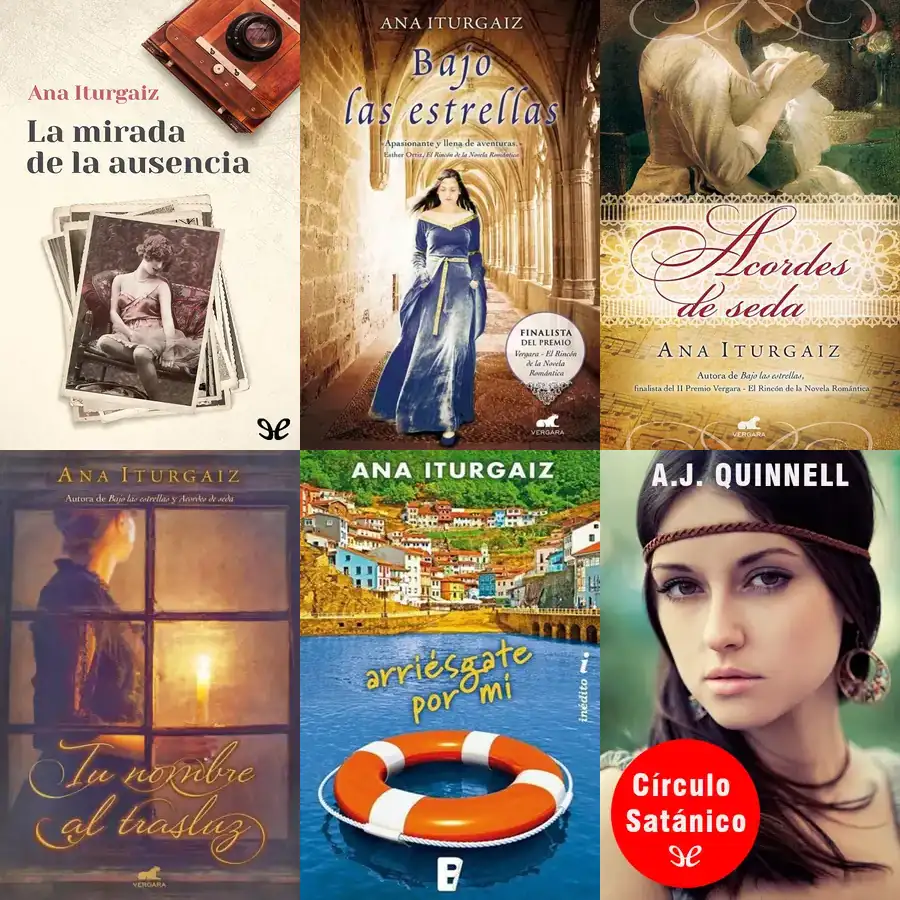 Ana Iturgaiz
La mirada
de la ausencia
ANA ITURGAIZ
Bajo
las estrellas
«Apasionante y llena de aventuras.»
Esther Ortiz, El Rincón de la Novela Romántica
FINALISTA
DEL PREMIO
Vergara - El Rincón
de la Novela
Romántica
VERGARA
Acordes
de seda
ANA ITURGAIZ
Autora de Bajo las estrellas,
finalista del II Premio Vergara - El Rincón de la Novela Romántica.
VERGARA
ANA ITURGAIZ
Autora de Bajo las estrellas y Acordes de seda
Tu nombre
al trasluz
VERGARA
ANA ITURGAIZ
arriésgate
por mí
inédito i
B
A.J. QUINNELL
Círculo
Satánico